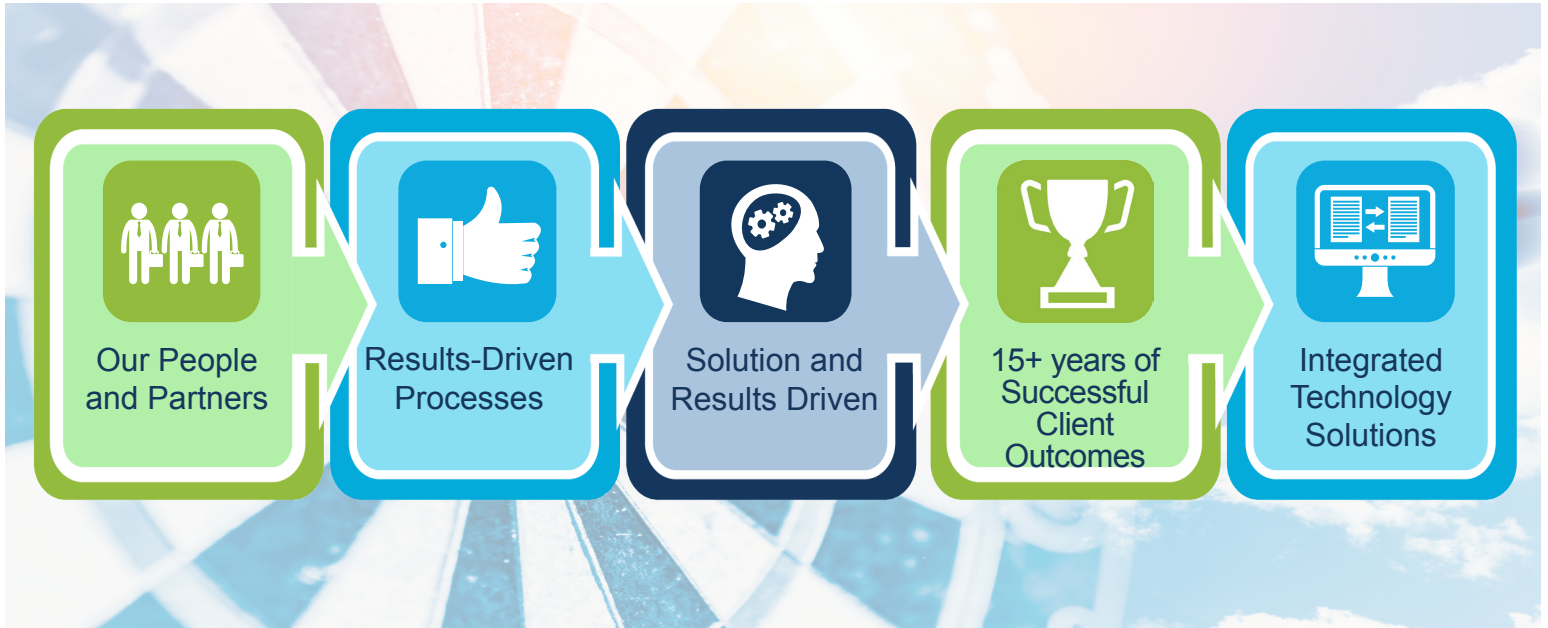 Our People
and Partners
Results-Driven
Processes
Solution and
Results Driven
15+ years of
Successful
Client
Outcomes
Integrated
Technology
Solutions